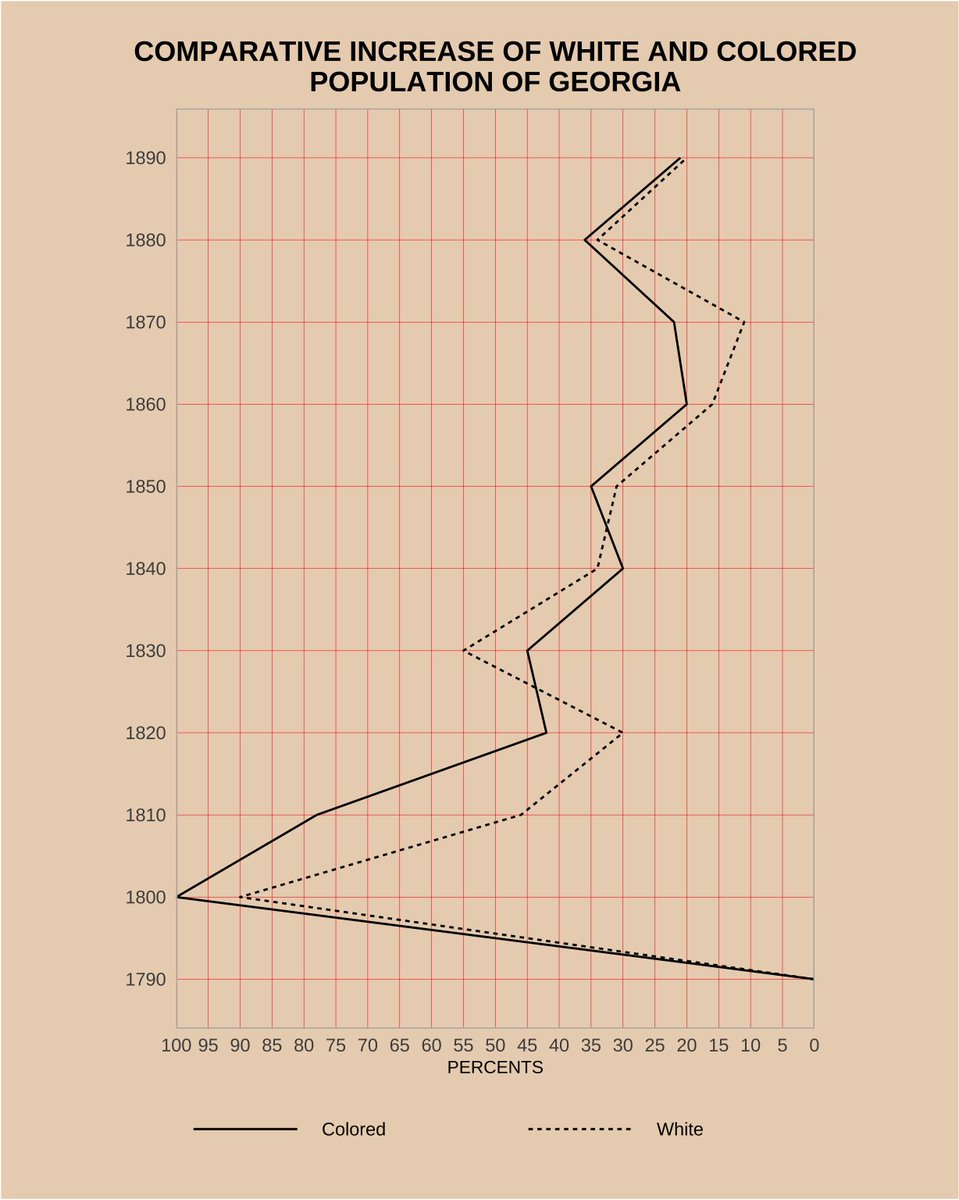 COMPARATIVE INCREASE OF WHITE AND COLORED
POPULATION OF GEORGIA
1890
1880
1870
1860
1850
1840
1830
1820
1810
1800
1790
100 95 90 85 80 75 70 65 60 55 50 45 40 35 30 25 20 15 10 5 0
PERCENTS
Colored White